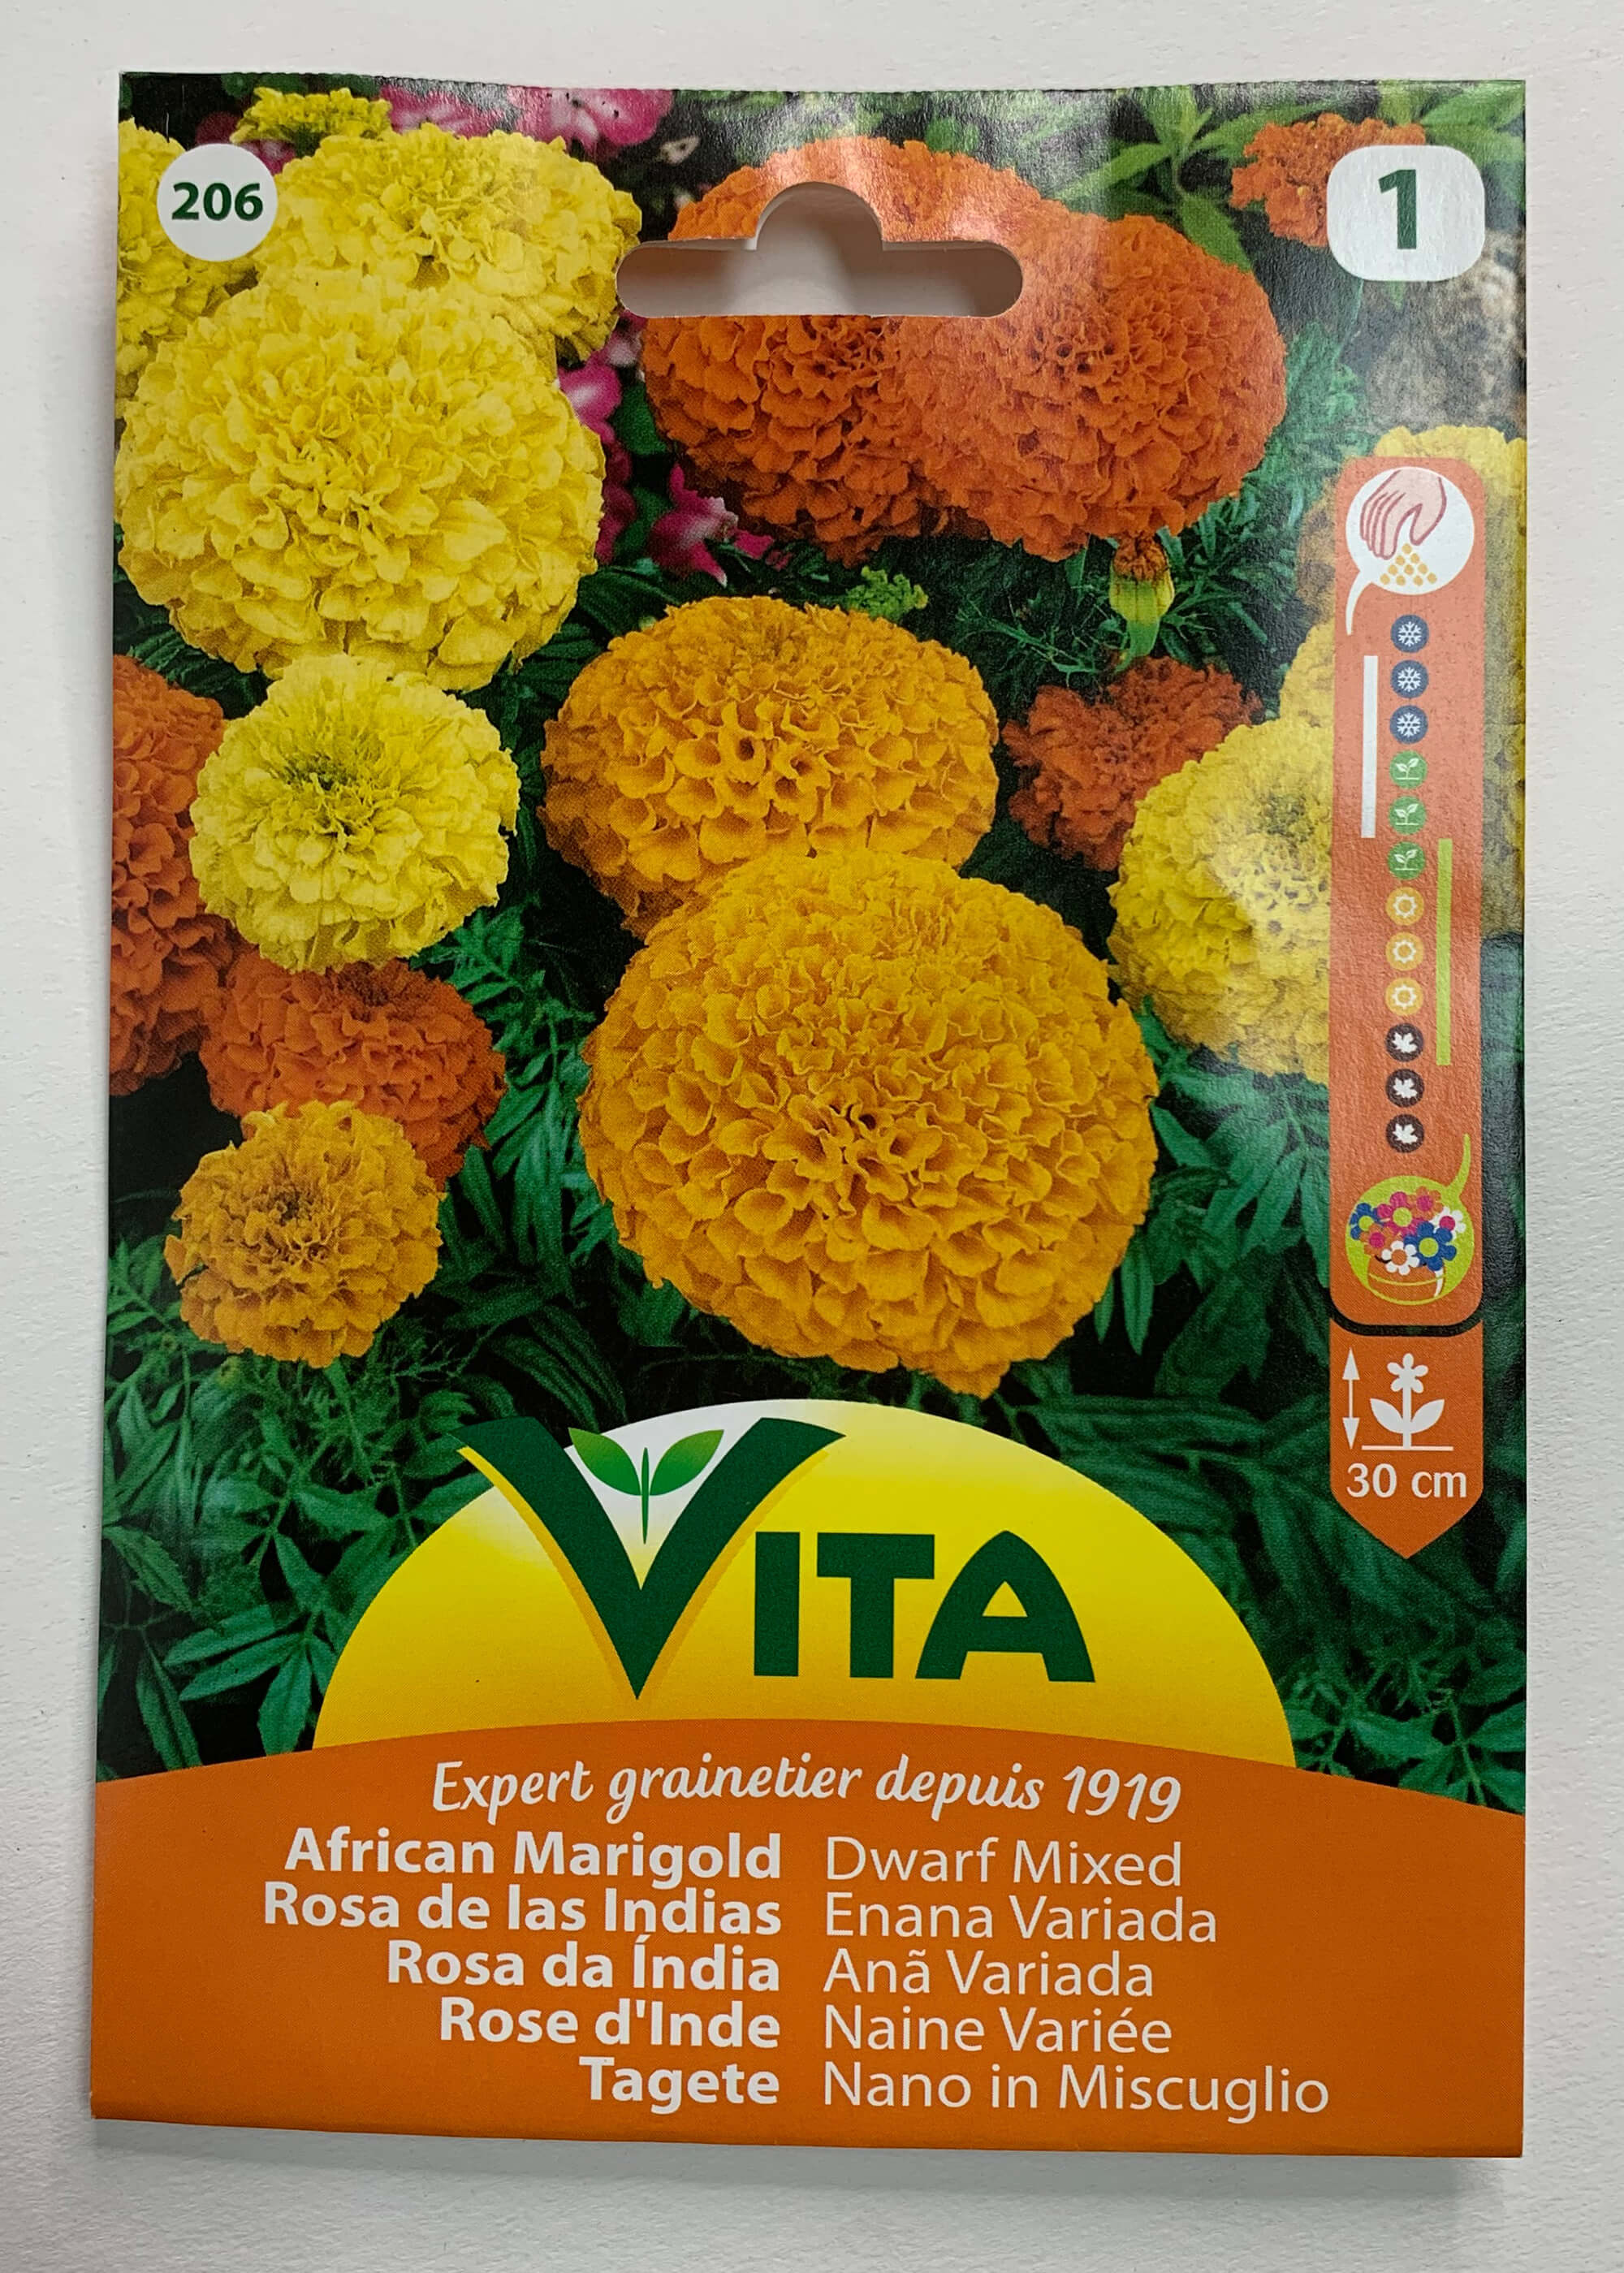 206
1
30 cm
VITA
Expert grainetier depuis 1919
African Marigold Dwarf Mixed
Rosa de las Indias Enana Variada
Rosa da Índia Anã Variada
Rose d'Inde Naine Variée
Tagete Nano in Miscuglio